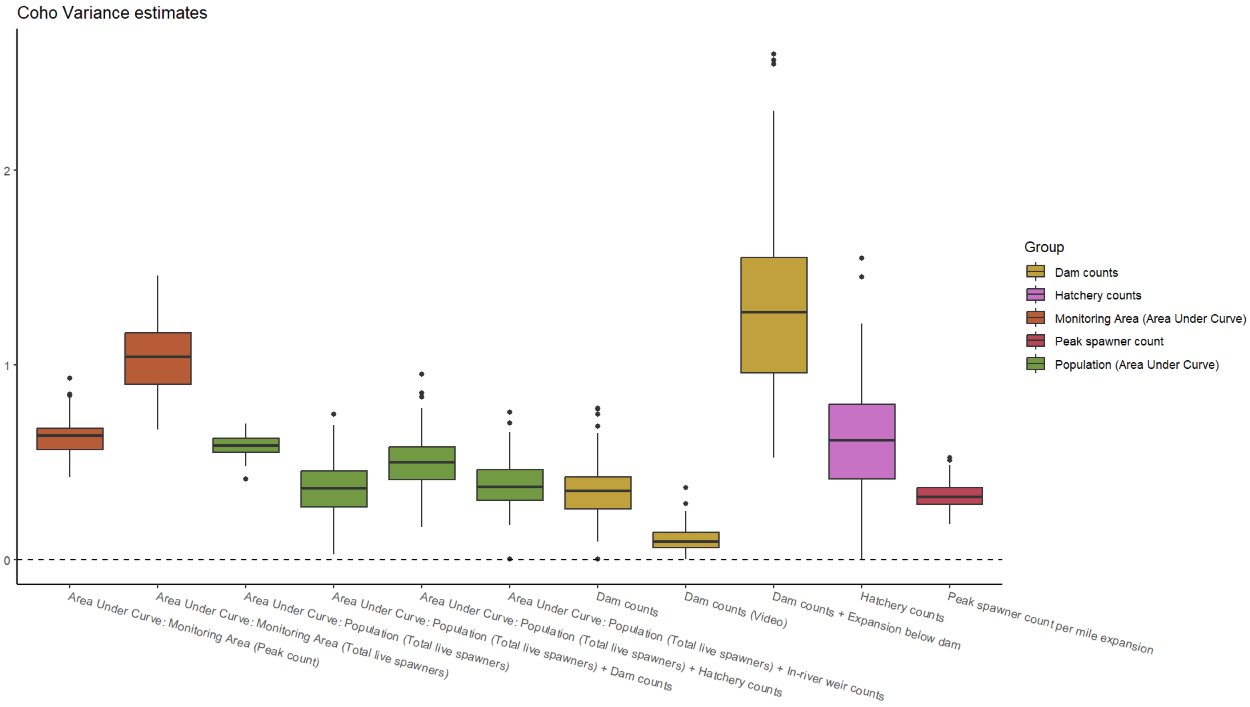 Coho Variance estimates
2
1
0
Area Under Curve: Monitoring Area (Peak count)
Area Under Curve: Monitoring Area (Total live spawners)
Area Under Curve: Population (Total live spawners)
Area Under Curve: Population (Total live spawners) + Dam counts
Area Under Curve: Population (Total live spawners) + Hatchery counts
Area Under Curve: Population (Total live spawners) + In-river weir counts
Dam counts
Dam counts (Video)
Dam counts + Expansion below dam
Hatchery counts
Peak spawner count per mile expansion
Group
Dam counts
Hatchery counts
Monitoring Area (Area Under Curve)
Peak spawner count
Population (Area Under Curve)